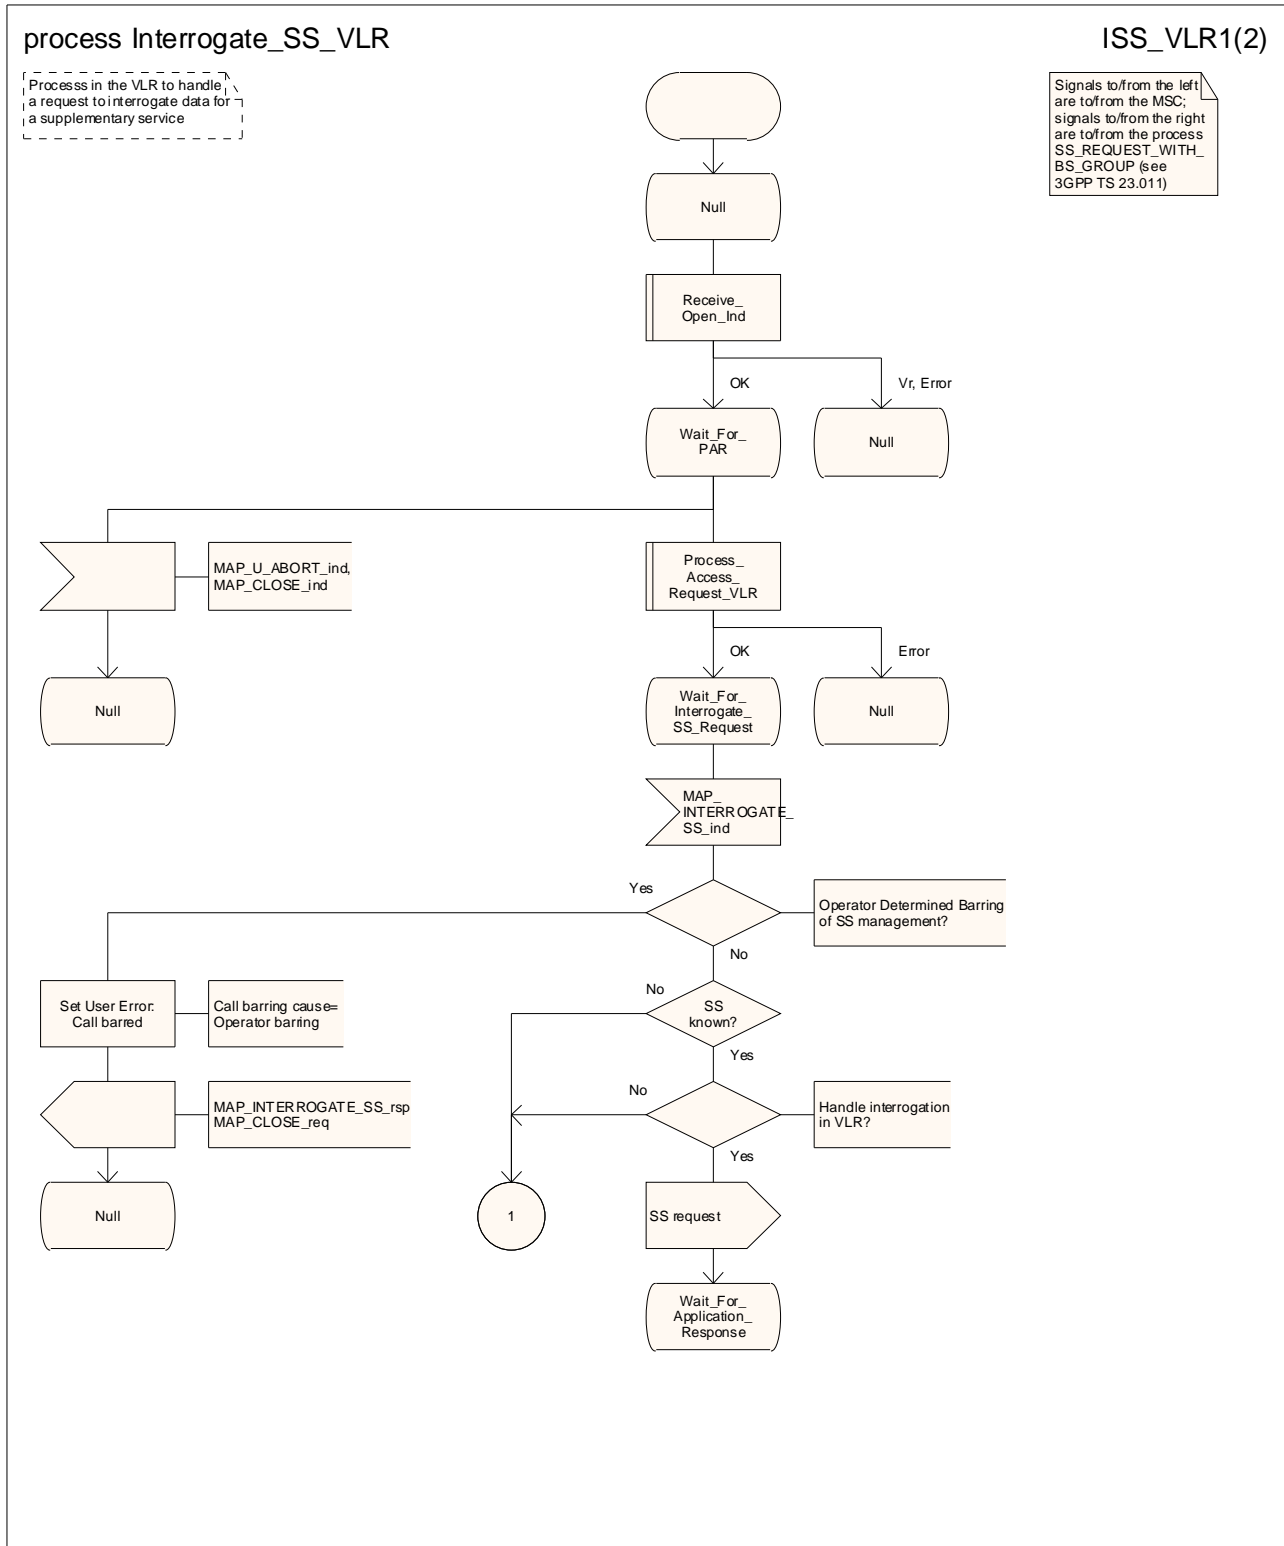 process Interrogate_SS_VLR
ISS_VLR1(2)
Processs in the VLR to handle
a request to interrogate data for
a supplementary service
Signals to/from the left
are to/from the MSC;
signals to/from the right
are to/from the process
SS_REQUEST_WITH_
BS_GROUP (see
3GPP TS 23.011)
Null
Receive_
Open_Ind
OK
Vr, Error
Wait_For_
PAR
Null
MAP_U_ABORT_ind,
MAP_CLOSE_ind
Process_
Access_
Request_VLR
OK
Error
Null
Wait_For_
Interrogate_
SS_Request
Null
MAP_
INTERROGATE_
SS_ind
Yes
Operator Determined Barring
of SS management?
No
Set User Error:
Call barred
Call barring cause=
Operator barring
No
SS
known?
Yes
MAP_INTERROGATE_SS_rsp
MAP_CLOSE_req
No
Handle interrogation
in VLR?
Yes
Null
1
SS request
Wait_For_
Application_
Response